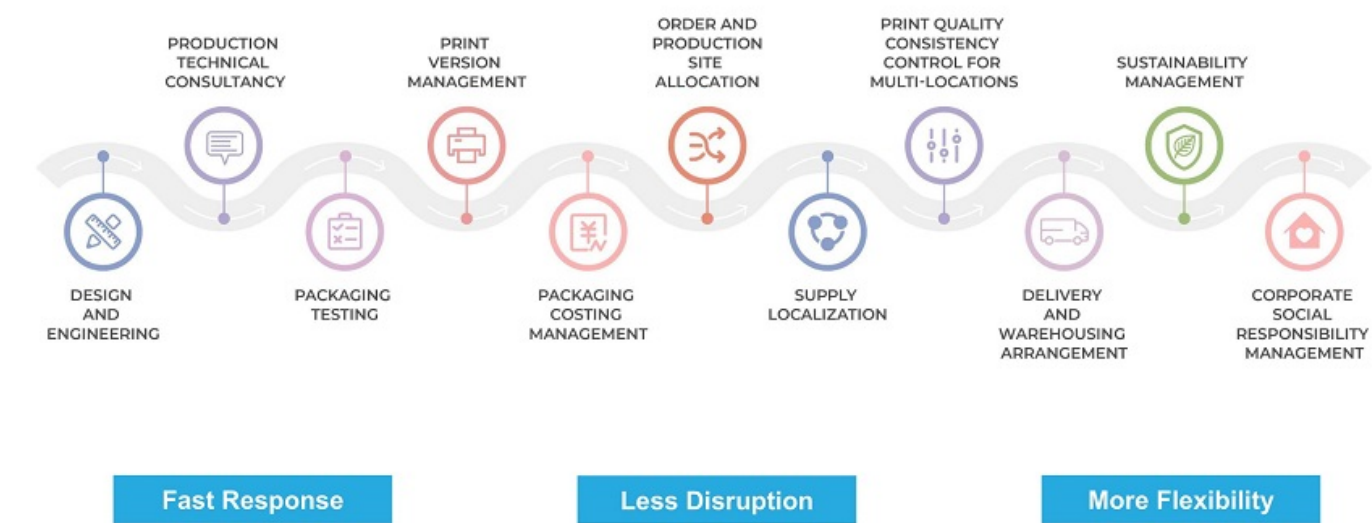 PRODUCTION
TECHNICAL
CONSULTANCY
PRINT
VERSION
MANAGEMENT
ORDER AND
PRODUCTION
SITE
ALLOCATION
PRINT QUALITY
CONSISTENCY
CONTROL FOR
MULTI-LOCATIONS
SUSTAINABILITY
MANAGEMENT
¥
DESIGN
AND
ENGINEERING
PACKAGING
TESTING
PACKAGING
COSTING
MANAGEMENT
SUPPLY
LOCALIZATION
DELIVERY
AND
WAREHOUSING
ARRANGEMENT
CORPORATE
SOCIAL
RESPONSIBILITY
MANAGEMENT
Fast Response
Less Disruption
More Flexibility